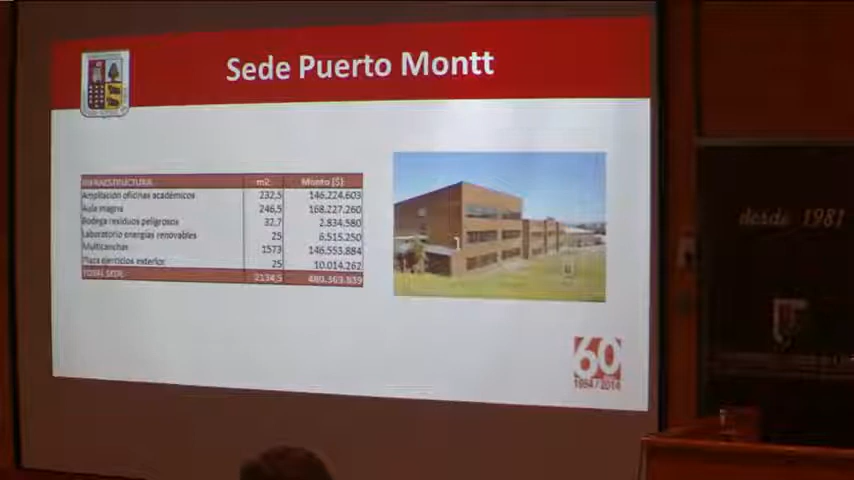 Sede Puerto Montt
INFRAESTRUCTURA m2 Monto ($)
Ampliación oficinas académicos 232,5 146.224.603
Aula magna 246,5 168.227.260
Bodega residuos peligrosos 32,7 2.834.580
Laboratorio energías renovables 25 6.515.250
Multicanchas 1573 146.553.884
Plaza ejercicios exterior 25 10.014.262
TOTAL SEDE 2134,5 480.369.839
60
1954/2014
desde 1981